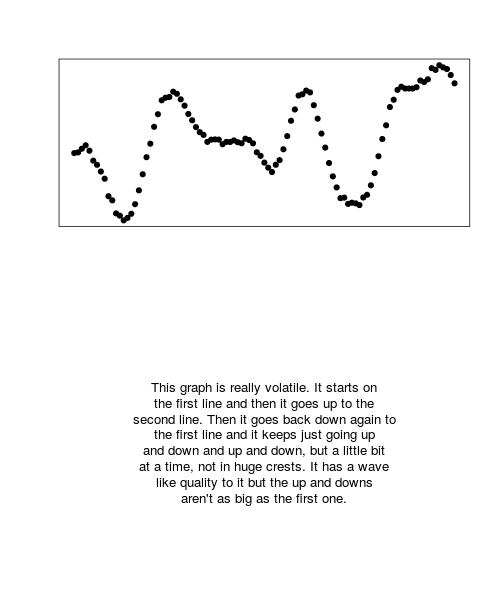 This graph is really volatile. It starts on
the first line and then it goes up to the
second line. Then it goes back down again to
the first line and it keeps just going up
and down and up and down, but a little bit
at a time, not in huge crests. It has a wave
like quality to it but the up and downs
aren't as big as the first one.